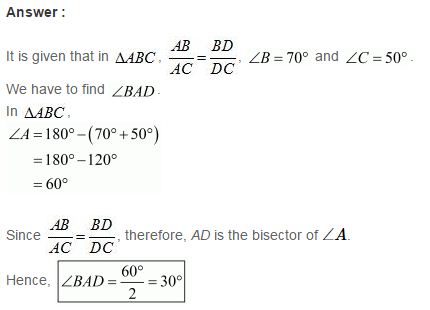 Answer :
It is given that in ΔABC, AB/AC = BD/DC, ∠B = 70° and ∠C = 50°.
We have to find ∠BAD.
In ΔABC,
∠A = 180° − (70° + 50°)
= 180° − 120°
= 60°
Since AB/AC = BD/DC, therefore, AD is the bisector of ∠A.
Hence, ∠BAD = 60°/2 = 30°